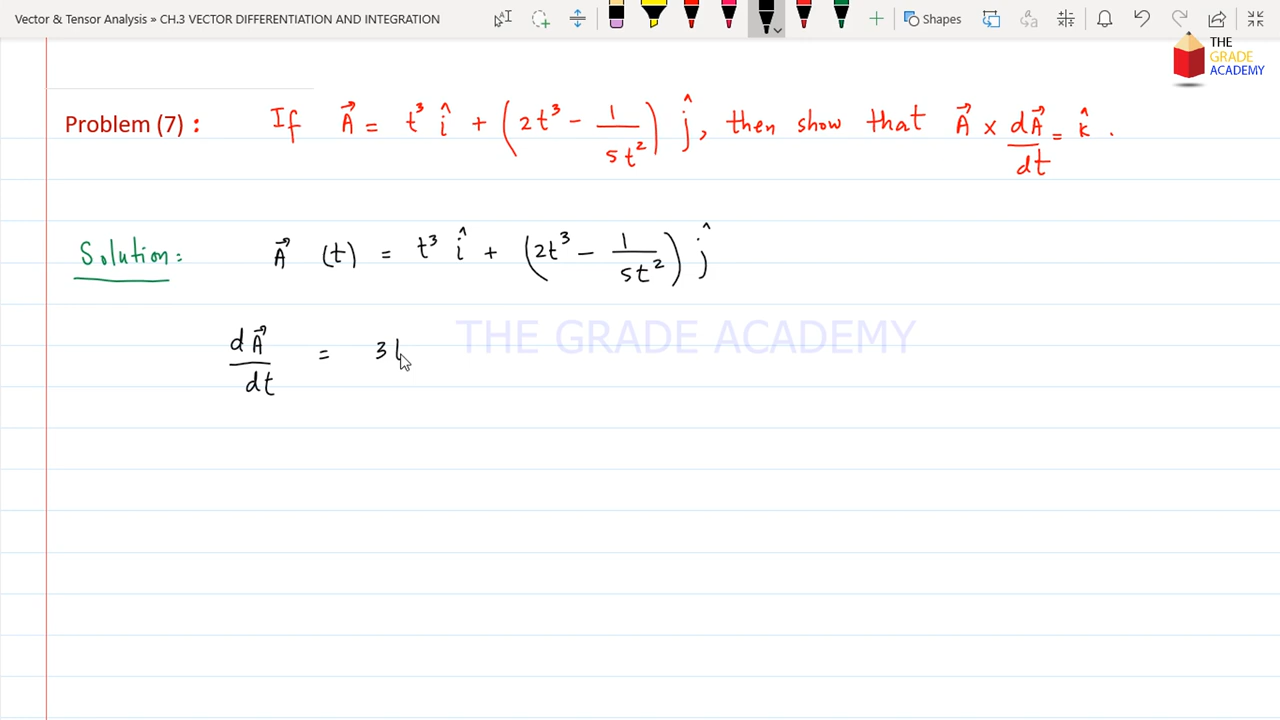 Vector & Tensor Analysis » CH.3 VECTOR DIFFERENTIATION AND INTEGRATION
Shapes
THE GRADE ACADEMY
Problem (7) : If A⃗ = t³ î + (2t³ − 1/5t²) ĵ, then show that A⃗ × dA⃗/dt = k̂ .
Solution: A⃗ (t) = t³ î + (2t³ − 1/5t²) ĵ
THE GRADE ACADEMY
dA⃗/dt = 3